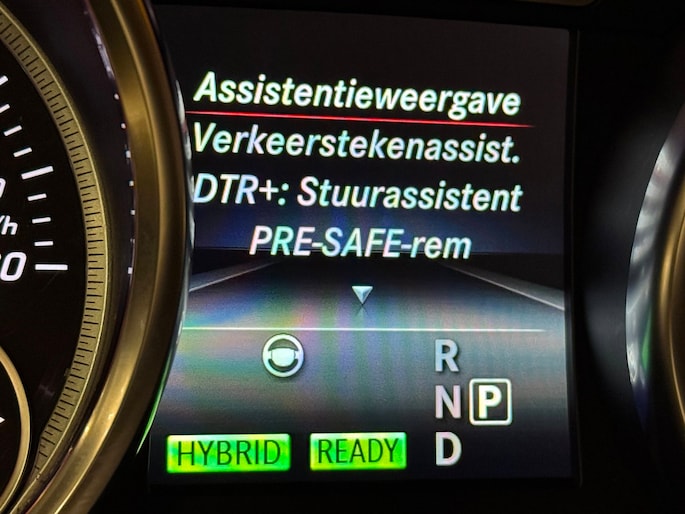 Assistentieweergave
Verkeerstekenassist.
DTR+: Stuurassistent
PRE-SAFE-rem
R
N P
D
HYBRID READY